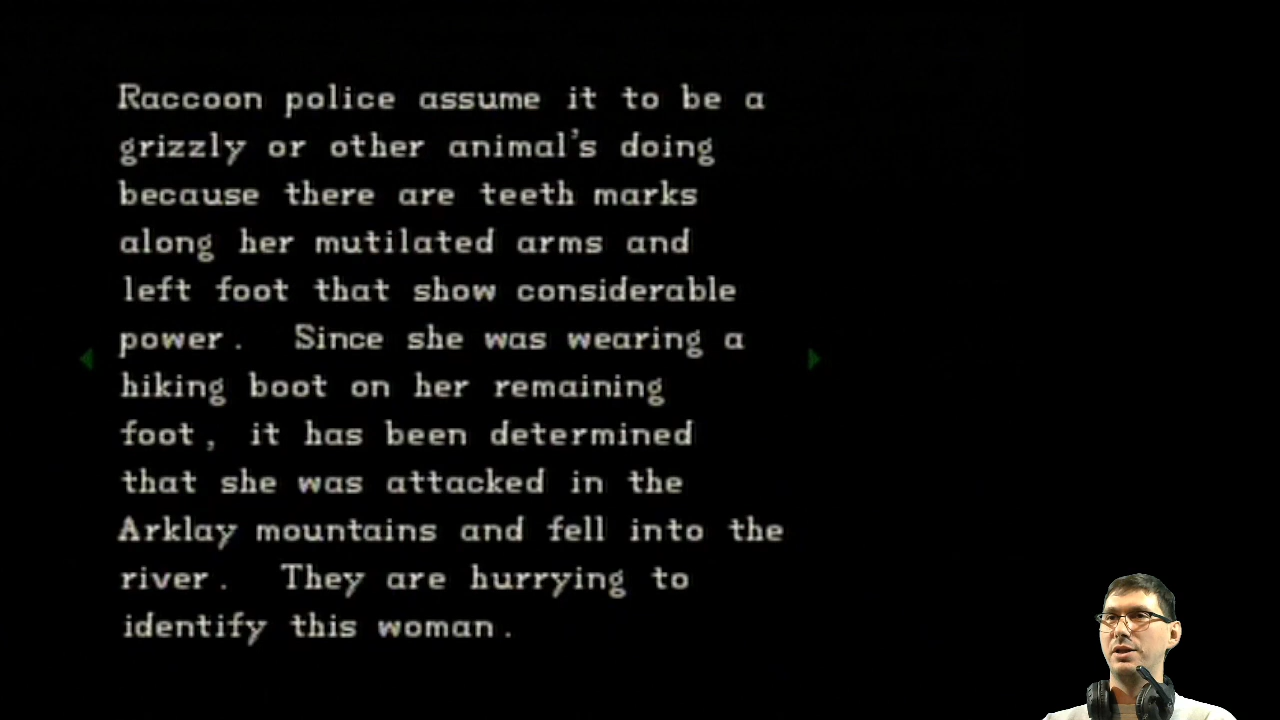 Raccoon police assume it to be a
grizzly or other animal's doing
because there are teeth marks
along her mutilated arms and
left foot that show considerable
power. Since she was wearing a
hiking boot on her remaining
foot, it has been determined
that she was attacked in the
Arklay mountains and fell into the
river. They are hurrying to
identify this woman.